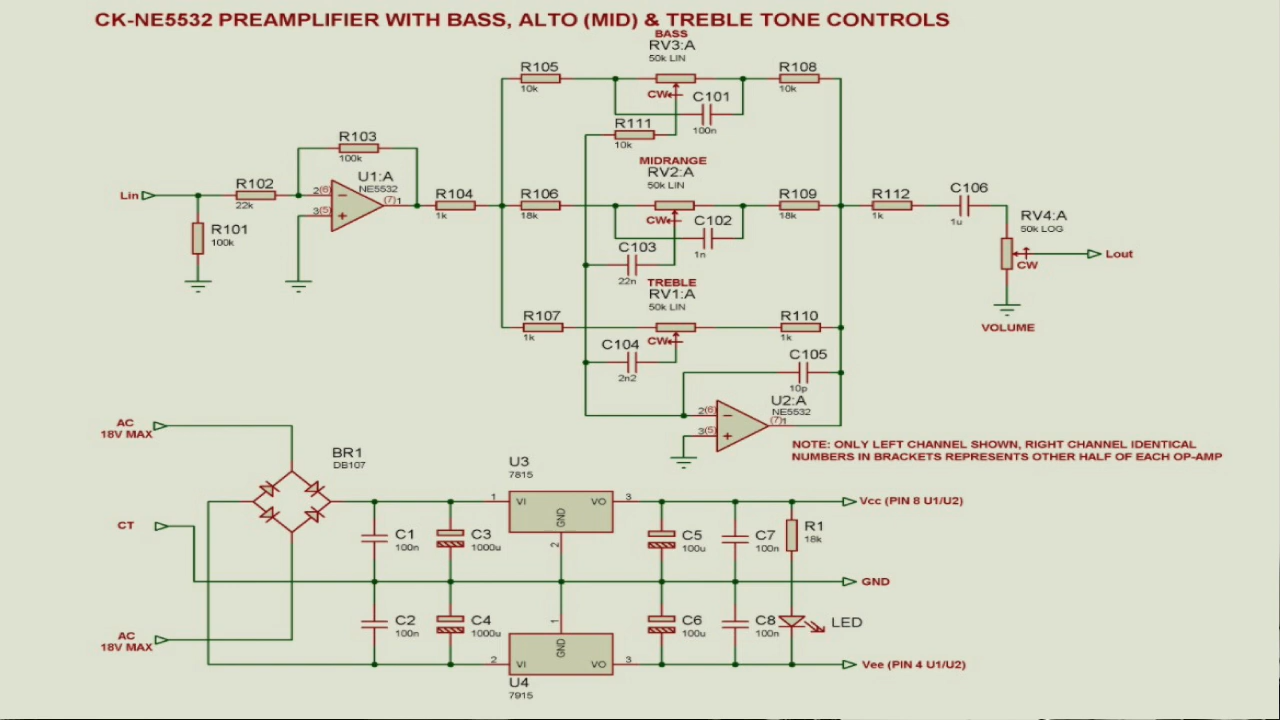 CK-NE5532 PREAMPLIFIER WITH BASS, ALTO (MID) & TREBLE TONE CONTROLS
BASS
RV3:A
50k LIN
CW
R105
10k
R108
10k
C101
100n
R111
10k
R103
100k
U1:A
NE5532
2(6)
3(5)
(7)1
Lin
R102
22k
R101
100k
R104
1k
MIDRANGE
RV2:A
50k LIN
CW
R106
18k
R109
18k
C102
1n
C103
22n
R112
1k
C106
1u
RV4:A
50k LOG
CW
Lout
VOLUME
TREBLE
RV1:A
50k LIN
CW
R107
1k
R110
1k
C104
2n2
C105
10p
U2:A
NE5532
2(6)
3(5)
(7)1
NOTE: ONLY LEFT CHANNEL SHOWN, RIGHT CHANNEL IDENTICAL
NUMBERS IN BRACKETS REPRESENTS OTHER HALF OF EACH OP-AMP
AC
18V MAX
BR1
DB107
CT
AC
18V MAX
U3
7815
1
VI
VO
3
GND
2
Vcc (PIN 8 U1/U2)
C1
100n
C3
1000u
C5
100u
C7
100n
R1
18k
GND
C2
100n
C4
1000u
1
GND
C6
100u
C8
100n
LED
2
VI
VO
3
Vee (PIN 4 U1/U2)
U4
7915